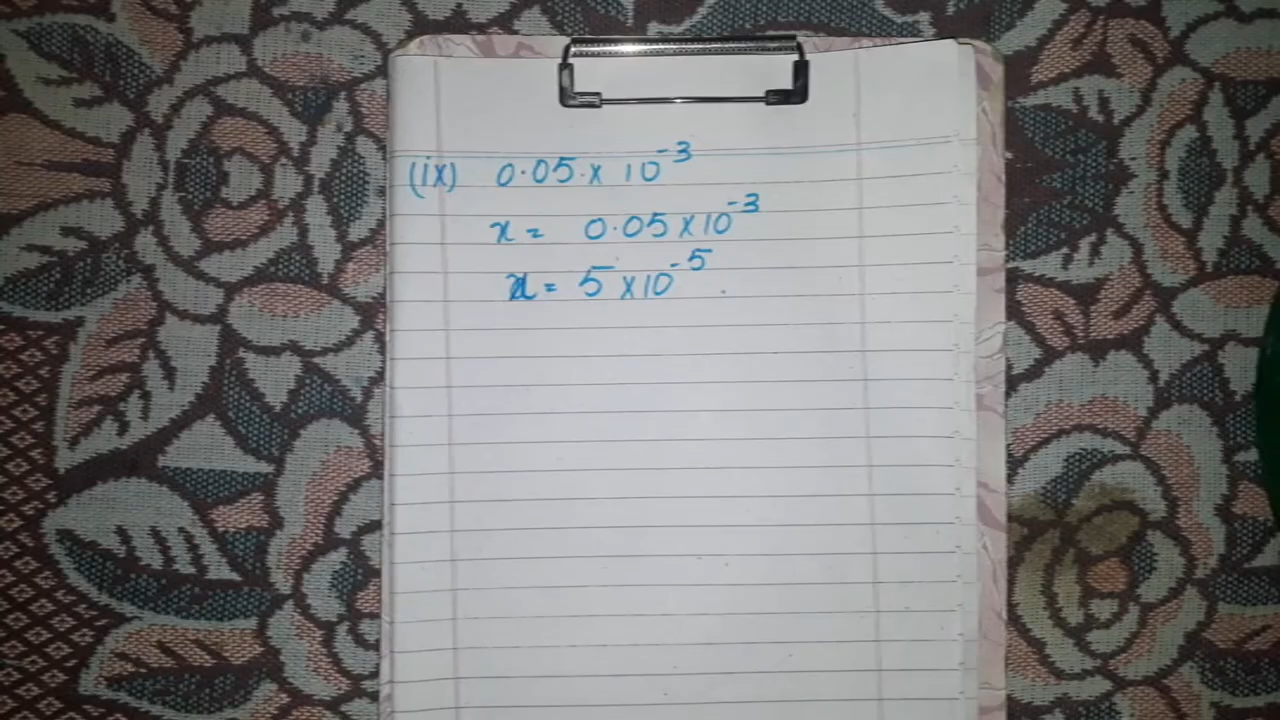 (ix) 0.05 × 10⁻³
x = 0.05 × 10⁻³
x = 5 × 10⁻⁵.